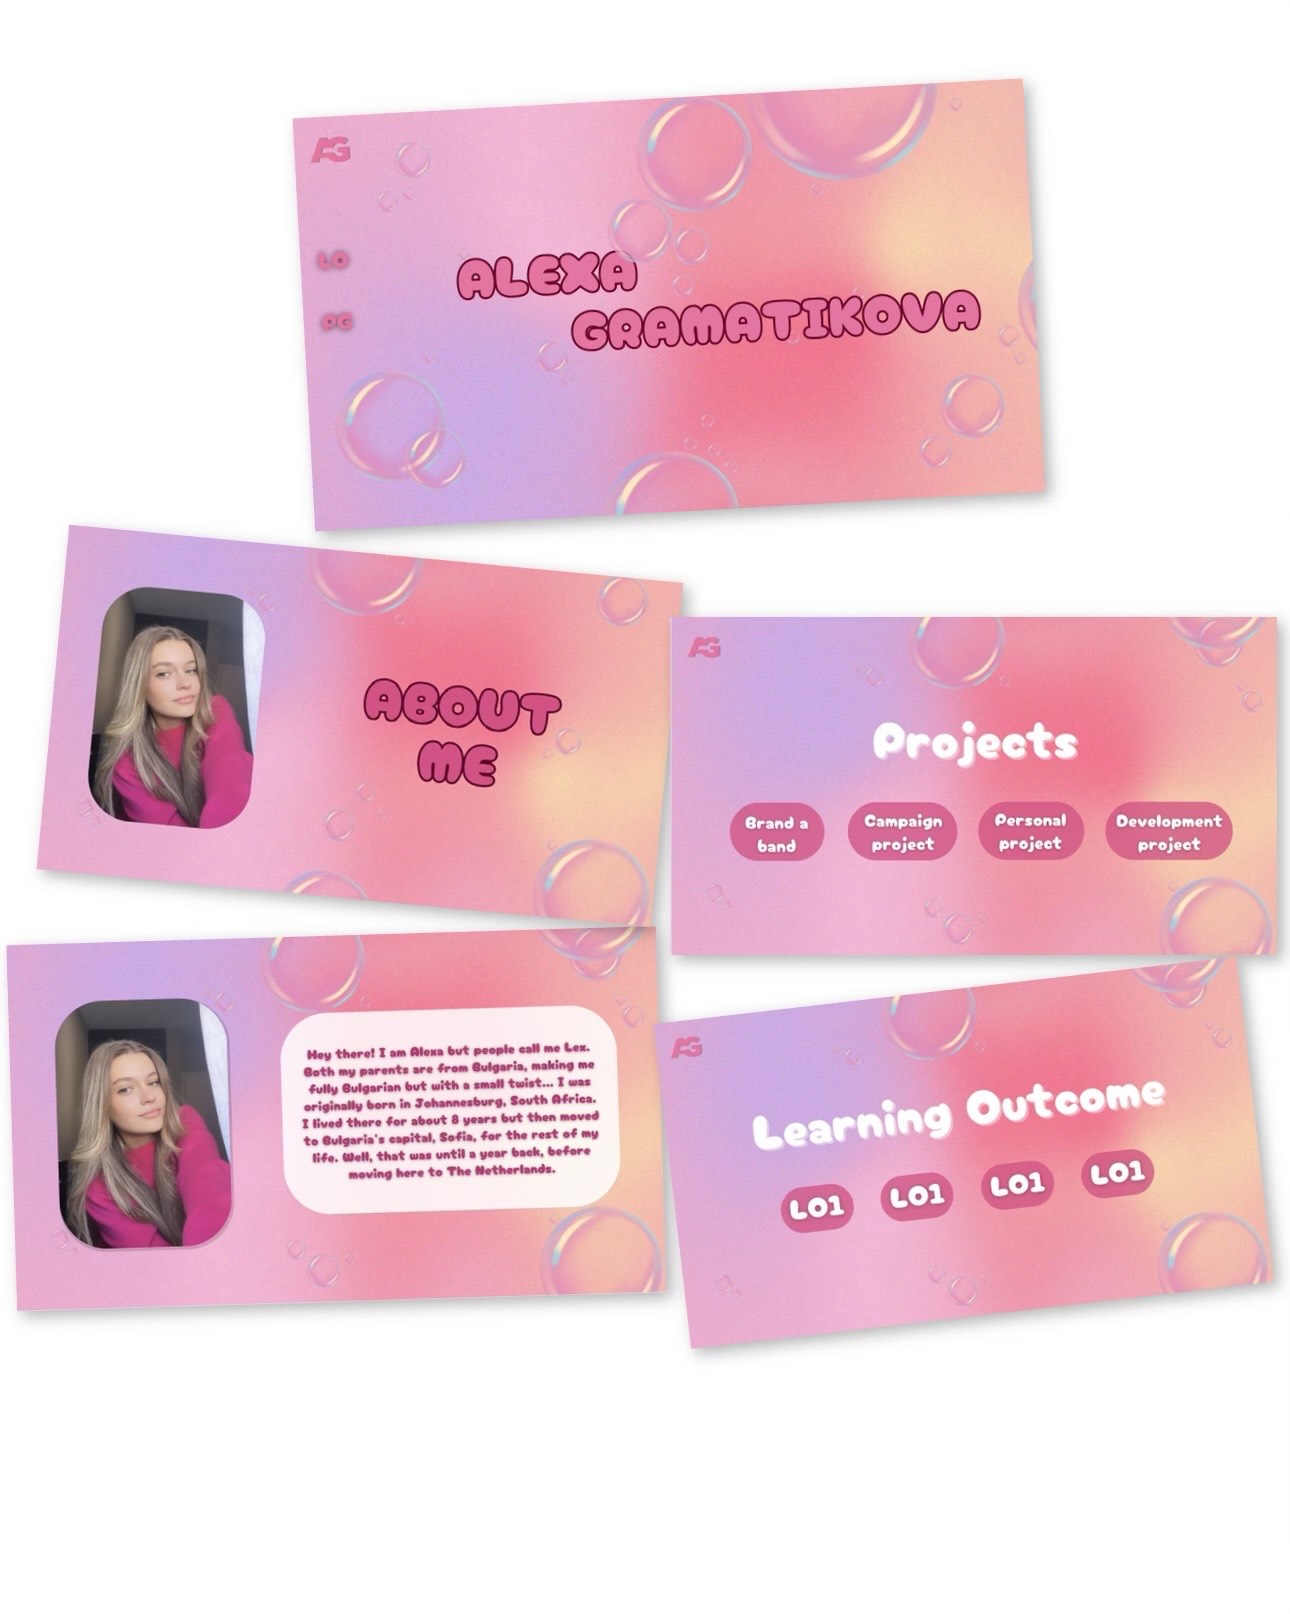 AG
LO
PG
ALEXA
GRAMATIKOVA
ABOUT
ME
AG
Projects
Brand a
band
Campaign
project
Personal
project
Development
project
Hey there! I am Alexa but people call me Lex.
Both my parents are from Bulgaria, making me
fully Bulgarian but with a small twist... I was
originally born in Johannesburg, South Africa.
I lived there for about 8 years but then moved
to Bulgaria's capital, Sofia, for the rest of my
life. Well, that was until a year back, before
moving here to The Netherlands.
AG
Learning Outcome
LO1
LO1
LO1
LO1